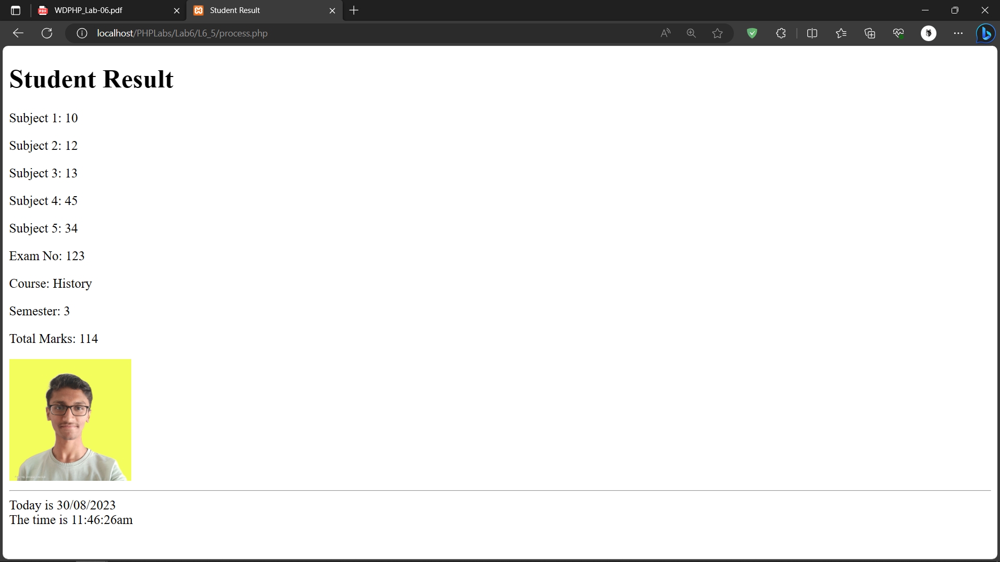 WDPHP_Lab-06.pdf
Student Result
localhost/PHPLabs/Lab6/L6_5/process.php
Student Result
Subject 1: 10
Subject 2: 12
Subject 3: 13
Subject 4: 45
Subject 5: 34
Exam No: 123
Course: History
Semester: 3
Total Marks: 114
Today is 30/08/2023
The time is 11:46:26am